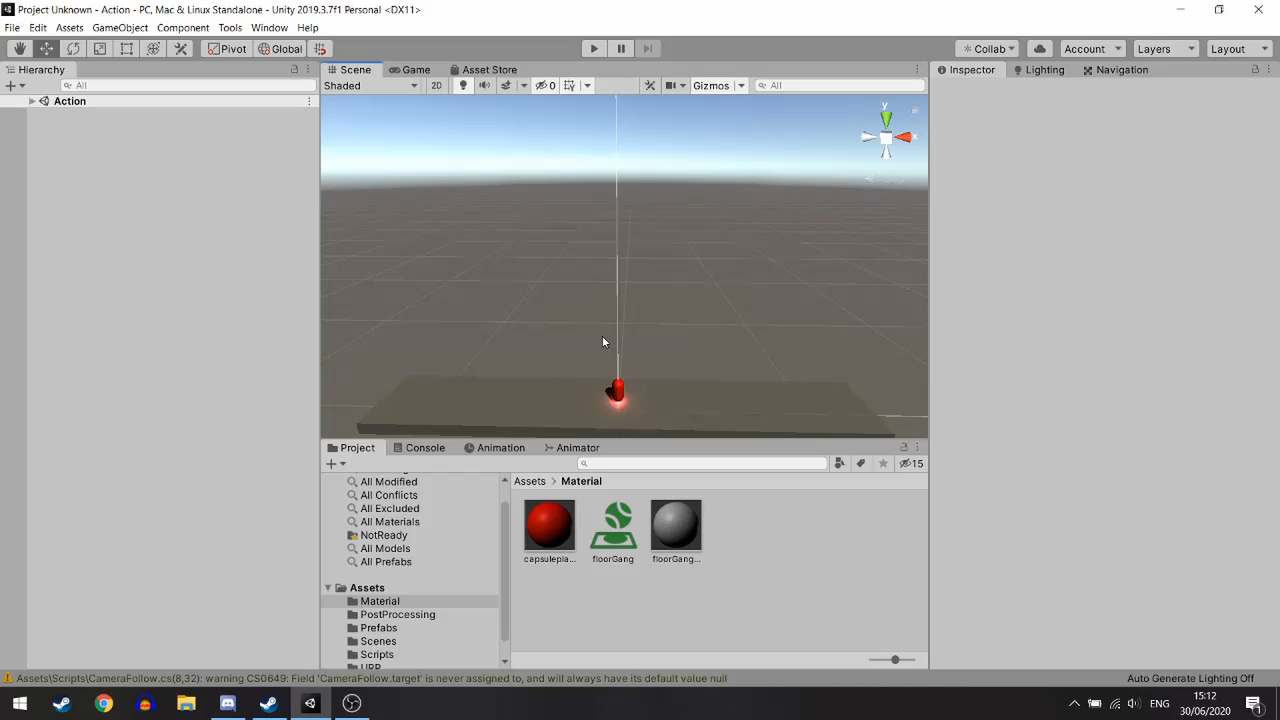 Project Unknown - Action - PC, Mac & Linux Standalone - Unity 2019.3.7f1 Personal <DX11>
File Edit Assets GameObject Component Tools Window Help
Pivot Global Collab Account Layers Layout
Hierarchy Scene Game Asset Store Inspector Lighting Navigation
All Shaded 2D 0 Gizmos All
Action
y
x
Project Console Animation Animator
15
All Modified
All Conflicts
All Excluded
All Materials
NotReady
All Models
All Prefabs
Assets
Material
PostProcessing
Prefabs
Scenes
Scripts
URP
Assets > Material
capsulepla... floorGang floorGang...
Assets\Scripts\CameraFollow.cs(8,32): warning CS0649: Field 'CameraFollow.target' is never assigned to, and will always have its default value null
Auto Generate Lighting Off
ENG
15:12
30/06/2020
1